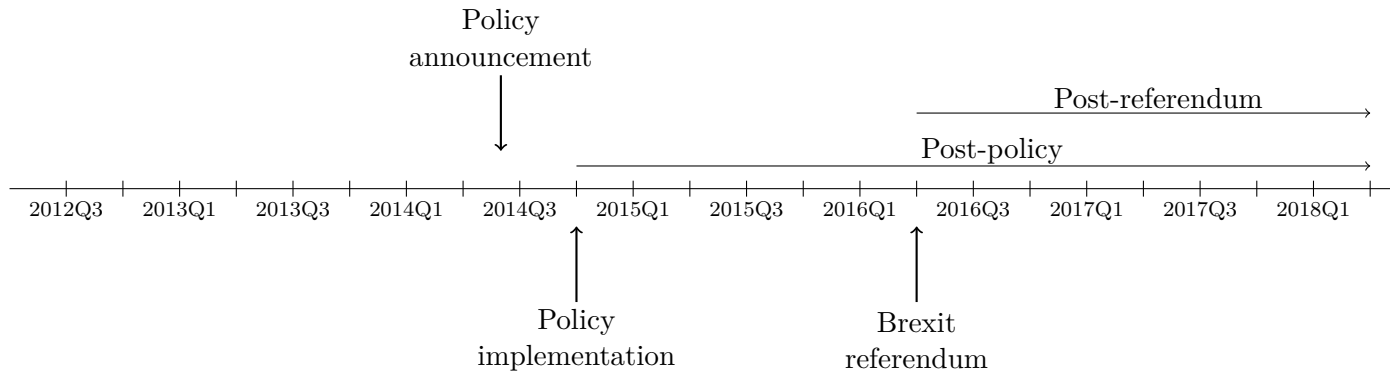 Policy
announcement
Post-referendum
Post-policy
2012Q3 2013Q1 2013Q3 2014Q1 2014Q3 2015Q1 2015Q3 2016Q1 2016Q3 2017Q1 2017Q3 2018Q1
Policy
implementation
Brexit
referendum